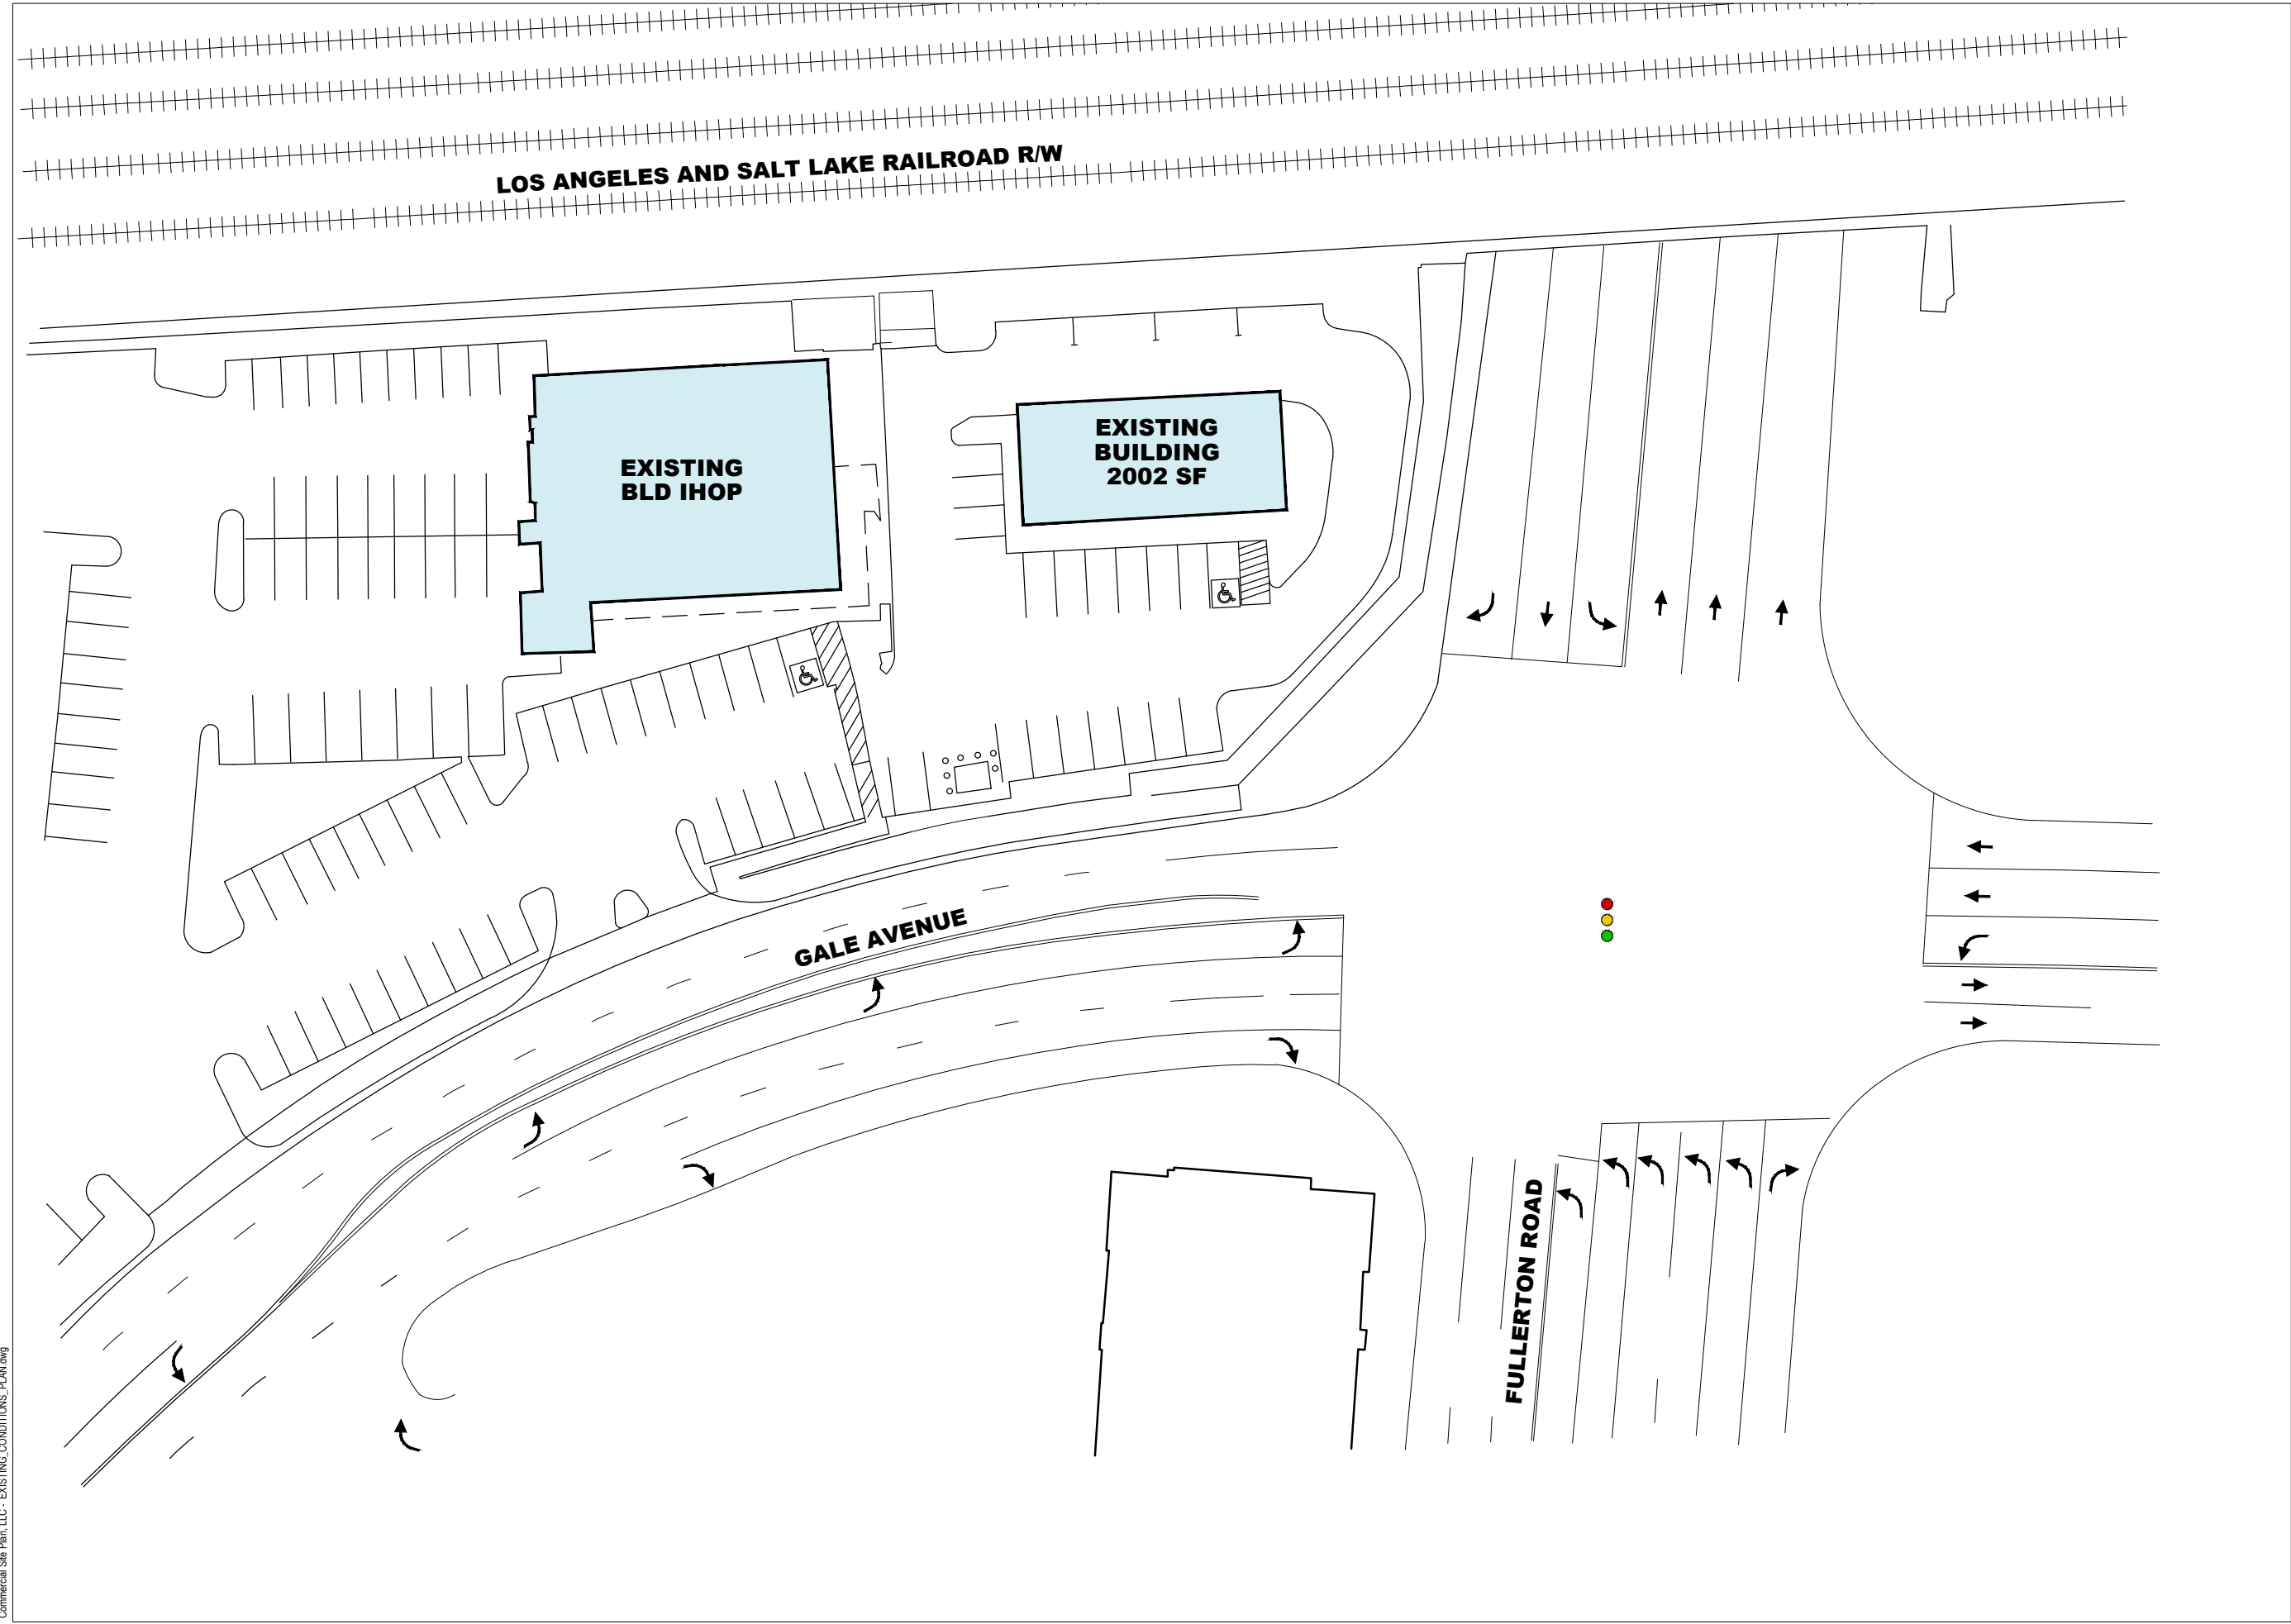 LOS ANGELES AND SALT LAKE RAILROAD R/W
EXISTING
BLD IHOP
EXISTING
BUILDING
2002 SF
GALE AVENUE
FULLERTON ROAD
Commercial Site Plan, LLC - EXISTING_CONDITIONS_PLAN.dwg